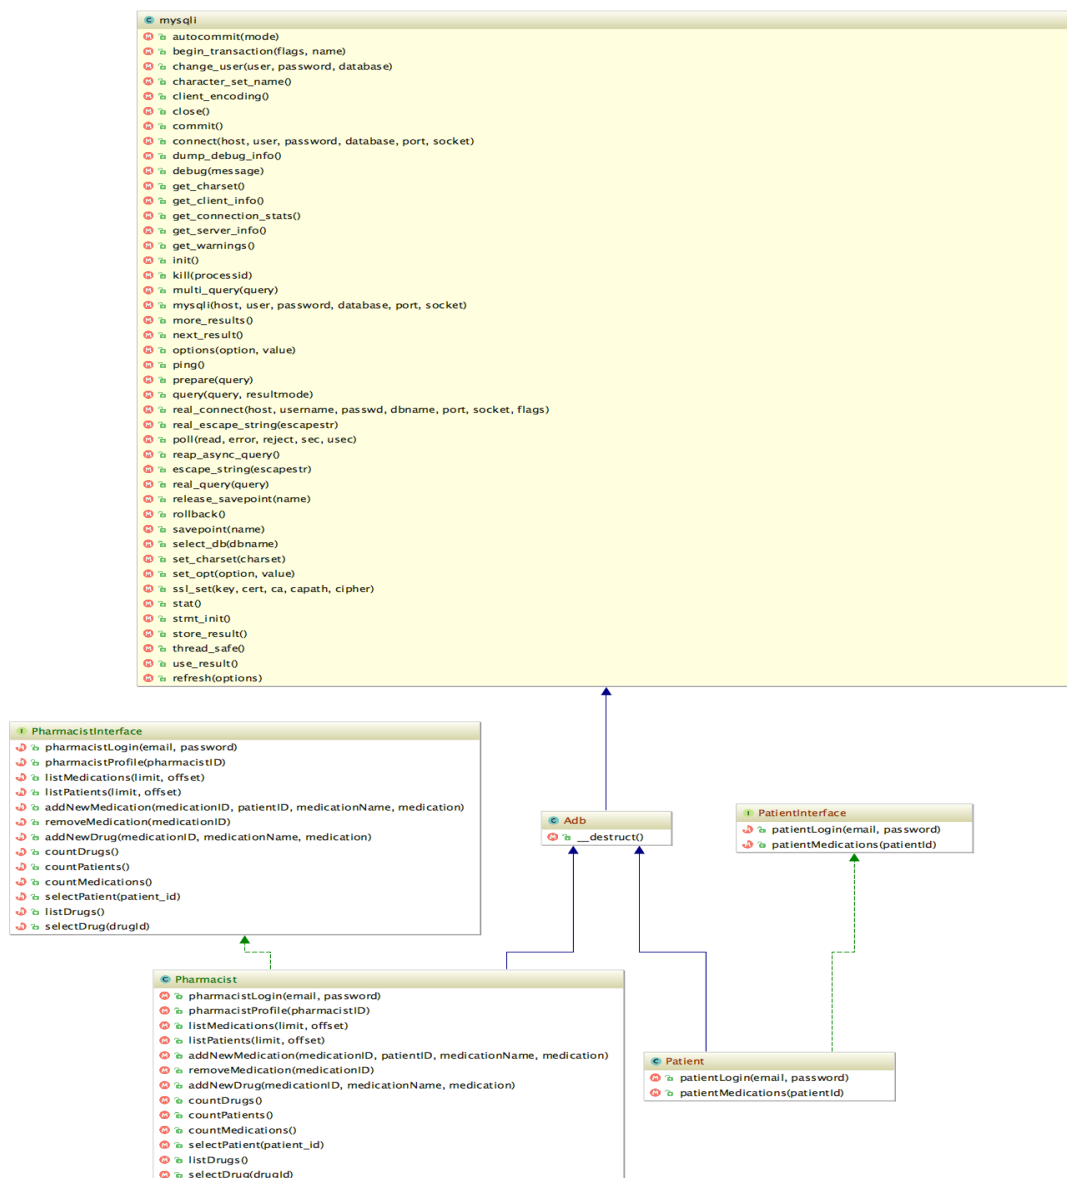 mysqli
autocommit(mode)
begin_transaction(flags, name)
change_user(user, password, database)
character_set_name()
client_encoding()
close()
commit()
connect(host, user, password, database, port, socket)
dump_debug_info()
debug(message)
get_charset()
get_client_info()
get_connection_stats()
get_server_info()
get_warnings()
init()
kill(processid)
multi_query(query)
mysqli(host, user, password, database, port, socket)
more_results()
next_result()
options(option, value)
ping()
prepare(query)
query(query, resultmode)
real_connect(host, username, passwd, dbname, port, socket, flags)
real_escape_string(escapestr)
poll(read, error, reject, sec, usec)
reap_async_query()
escape_string(escapestr)
real_query(query)
release_savepoint(name)
rollback()
savepoint(name)
select_db(dbname)
set_charset(charset)
set_opt(option, value)
ssl_set(key, cert, ca, capath, cipher)
stat()
stmt_init()
store_result()
thread_safe()
use_result()
refresh(options)
PharmacistInterface
pharmacistLogin(email, password)
pharmacistProfile(pharmacistID)
listMedications(limit, offset)
listPatients(limit, offset)
addNewMedication(medicationID, patientID, medicationName, medication)
removeMedication(medicationID)
addNewDrug(medicationID, medicationName, medication)
countDrugs()
countPatients()
countMedications()
selectPatient(patient_id)
listDrugs()
selectDrug(drugId)
Adb
__destruct()
PatientInterface
patientLogin(email, password)
patientMedications(patientId)
Pharmacist
pharmacistLogin(email, password)
pharmacistProfile(pharmacistID)
listMedications(limit, offset)
listPatients(limit, offset)
addNewMedication(medicationID, patientID, medicationName, medication)
removeMedication(medicationID)
addNewDrug(medicationID, medicationName, medication)
countDrugs()
countPatients()
countMedications()
selectPatient(patient_id)
listDrugs()
selectDrug(drugId)
Patient
patientLogin(email, password)
patientMedications(patientId)